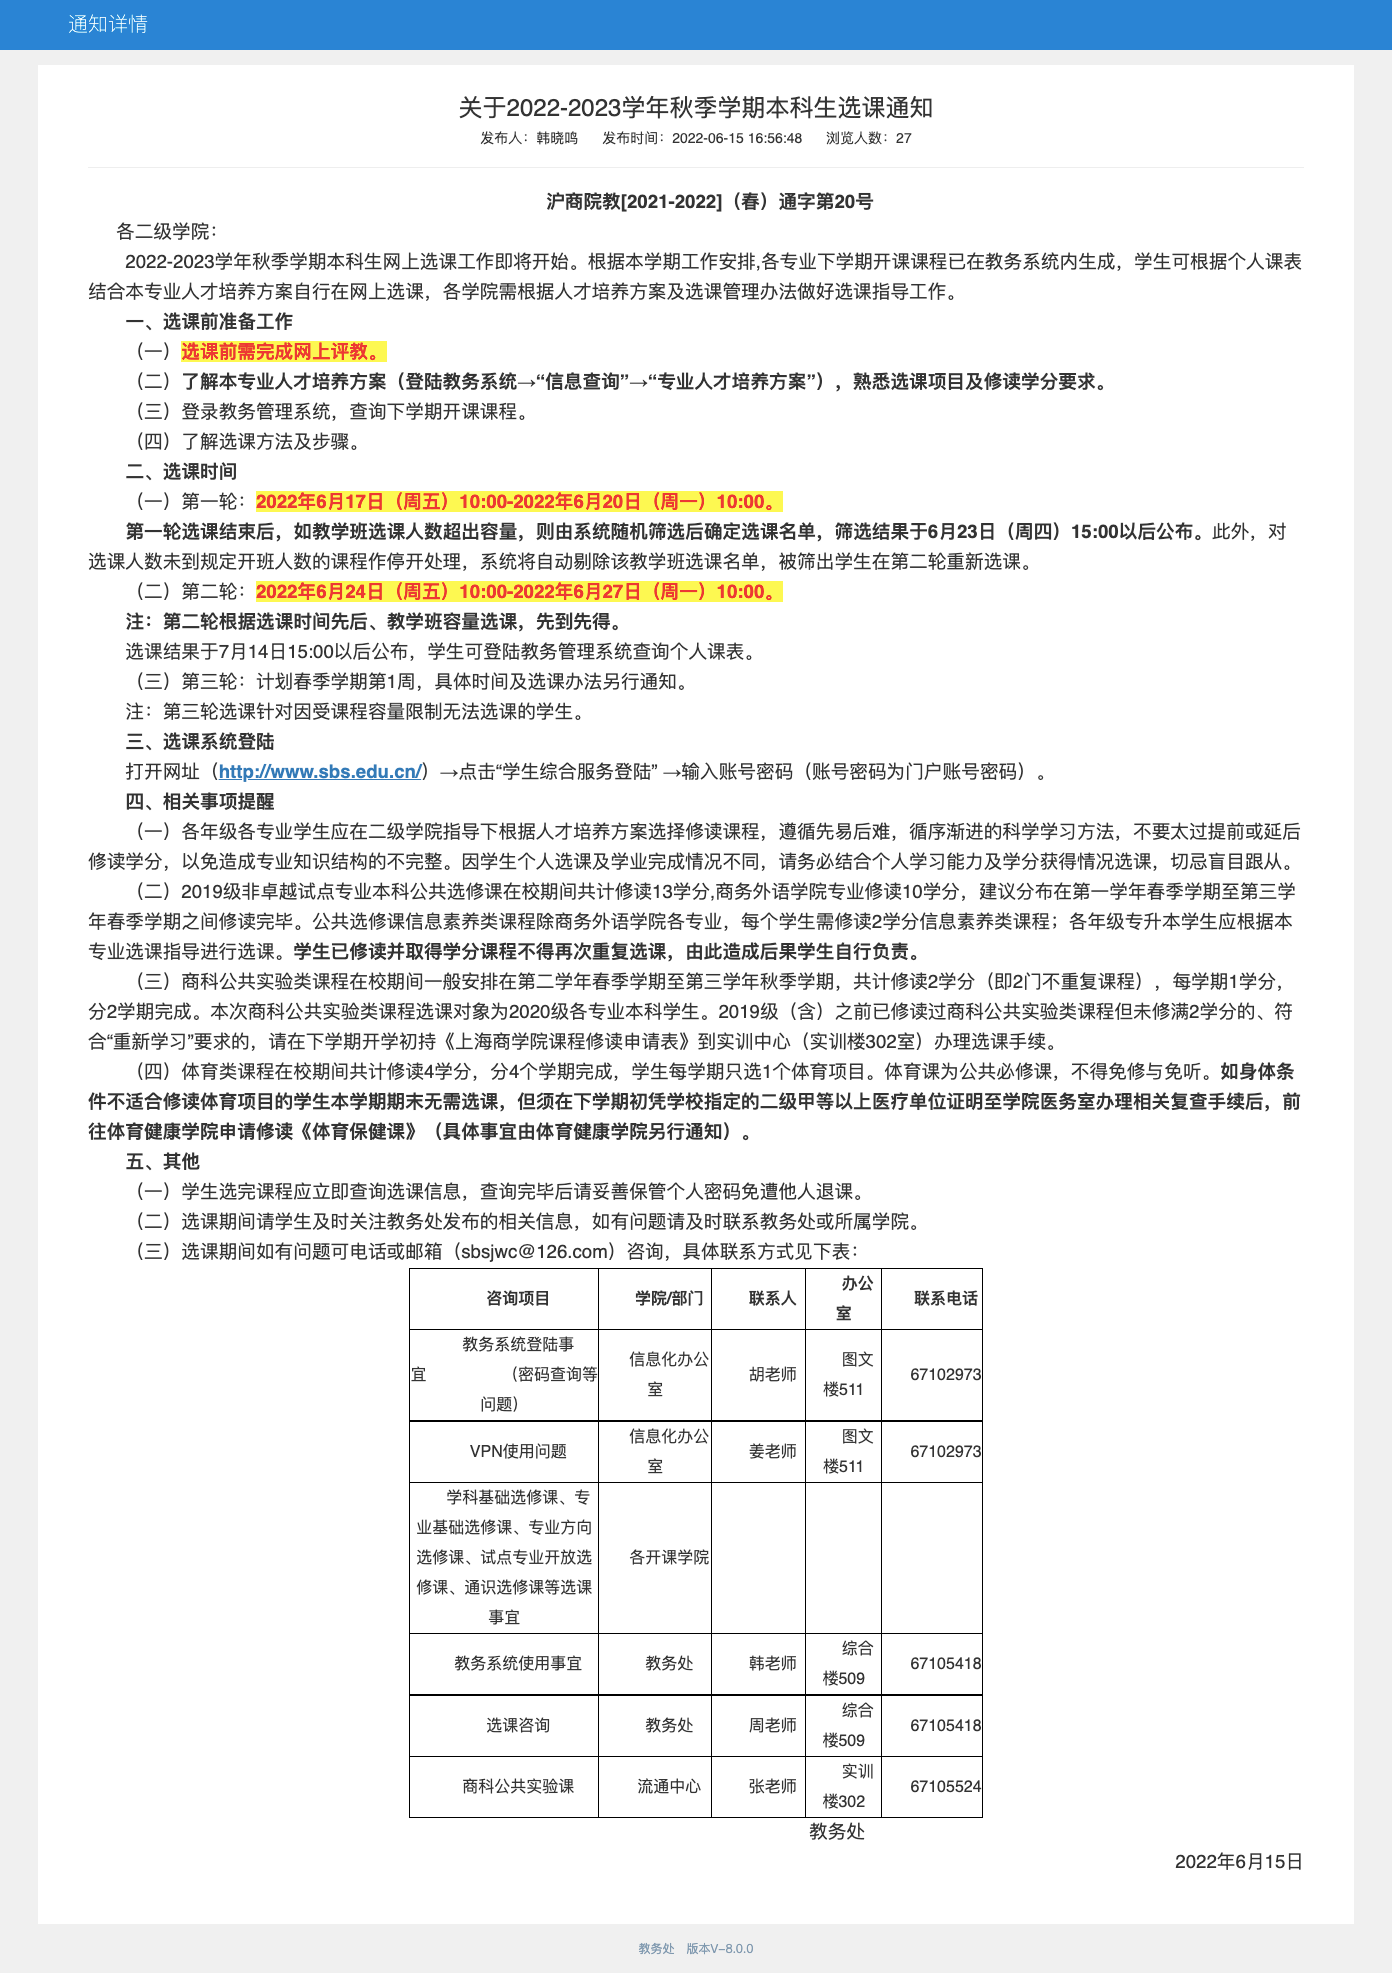 通知详情
关于2022-2023学年秋季学期本科生选课通知
发布人：韩晓鸣 发布时间：2022-06-15 16:56:48 浏览人数：27
沪商院教[2021-2022]（春）通字第20号
各二级学院：
2022-2023学年秋季学期本科生网上选课工作即将开始。根据本学期工作安排,各专业下学期开课课程已在教务系统内生成，学生可根据个人课表
结合本专业人才培养方案自行在网上选课，各学院需根据人才培养方案及选课管理办法做好选课指导工作。
一、选课前准备工作
（一）选课前需完成网上评教。
（二）了解本专业人才培养方案（登陆教务系统→“信息查询”→“专业人才培养方案”），熟悉选课项目及修读学分要求。
（三）登录教务管理系统，查询下学期开课课程。
（四）了解选课方法及步骤。
二、选课时间
（一）第一轮：2022年6月17日（周五）10:00-2022年6月20日（周一）10:00。
第一轮选课结束后，如教学班选课人数超出容量，则由系统随机筛选后确定选课名单，筛选结果于6月23日（周四）15:00以后公布。此外，对
选课人数未到规定开班人数的课程作停开处理，系统将自动剔除该教学班选课名单，被筛出学生在第二轮重新选课。
（二）第二轮：2022年6月24日（周五）10:00-2022年6月27日（周一）10:00。
注：第二轮根据选课时间先后、教学班容量选课，先到先得。
选课结果于7月14日15:00以后公布，学生可登陆教务管理系统查询个人课表。
（三）第三轮：计划春季学期第1周，具体时间及选课办法另行通知。
注：第三轮选课针对因受课程容量限制无法选课的学生。
三、选课系统登陆
打开网址（http://www.sbs.edu.cn/）→点击“学生综合服务登陆” →输入账号密码（账号密码为门户账号密码）。
四、相关事项提醒
（一）各年级各专业学生应在二级学院指导下根据人才培养方案选择修读课程，遵循先易后难，循序渐进的科学学习方法，不要太过提前或延后
修读学分，以免造成专业知识结构的不完整。因学生个人选课及学业完成情况不同，请务必结合个人学习能力及学分获得情况选课，切忌盲目跟从。
（二）2019级非卓越试点专业本科公共选修课在校期间共计修读13学分,商务外语学院专业修读10学分，建议分布在第一学年春季学期至第三学
年春季学期之间修读完毕。公共选修课信息素养类课程除商务外语学院各专业，每个学生需修读2学分信息素养类课程；各年级专升本学生应根据本
专业选课指导进行选课。学生已修读并取得学分课程不得再次重复选课，由此造成后果学生自行负责。
（三）商科公共实验类课程在校期间一般安排在第二学年春季学期至第三学年秋季学期，共计修读2学分（即2门不重复课程），每学期1学分，
分2学期完成。本次商科公共实验类课程选课对象为2020级各专业本科学生。2019级（含）之前已修读过商科公共实验类课程但未修满2学分的、符
合“重新学习”要求的，请在下学期开学初持《上海商学院课程修读申请表》到实训中心（实训楼302室）办理选课手续。
（四）体育类课程在校期间共计修读4学分，分4个学期完成，学生每学期只选1个体育项目。体育课为公共必修课，不得免修与免听。如身体条
件不适合修读体育项目的学生本学期期末无需选课，但须在下学期初凭学校指定的二级甲等以上医疗单位证明至学院医务室办理相关复查手续后，前
往体育健康学院申请修读《体育保健课》（具体事宜由体育健康学院另行通知）。
五、其他
（一）学生选完课程应立即查询选课信息，查询完毕后请妥善保管个人密码免遭他人退课。
（二）选课期间请学生及时关注教务处发布的相关信息，如有问题请及时联系教务处或所属学院。
（三）选课期间如有问题可电话或邮箱（sbsjwc@126.com）咨询，具体联系方式见下表：
咨询项目 学院/部门 联系人 办公室 联系电话
教务系统登陆事宜 （密码查询等问题） 信息化办公室 胡老师 图文楼511 67102973
VPN使用问题 信息化办公室 姜老师 图文楼511 67102973
学科基础选修课、专业基础选修课、专业方向选修课、试点专业开放选修课、通识选修课等选课事宜 各开课学院
教务系统使用事宜 教务处 韩老师 综合楼509 67105418
选课咨询 教务处 周老师 综合楼509 67105418
商科公共实验课 流通中心 张老师 实训楼302 67105524
教务处
2022年6月15日
教务处 版本V-8.0.0